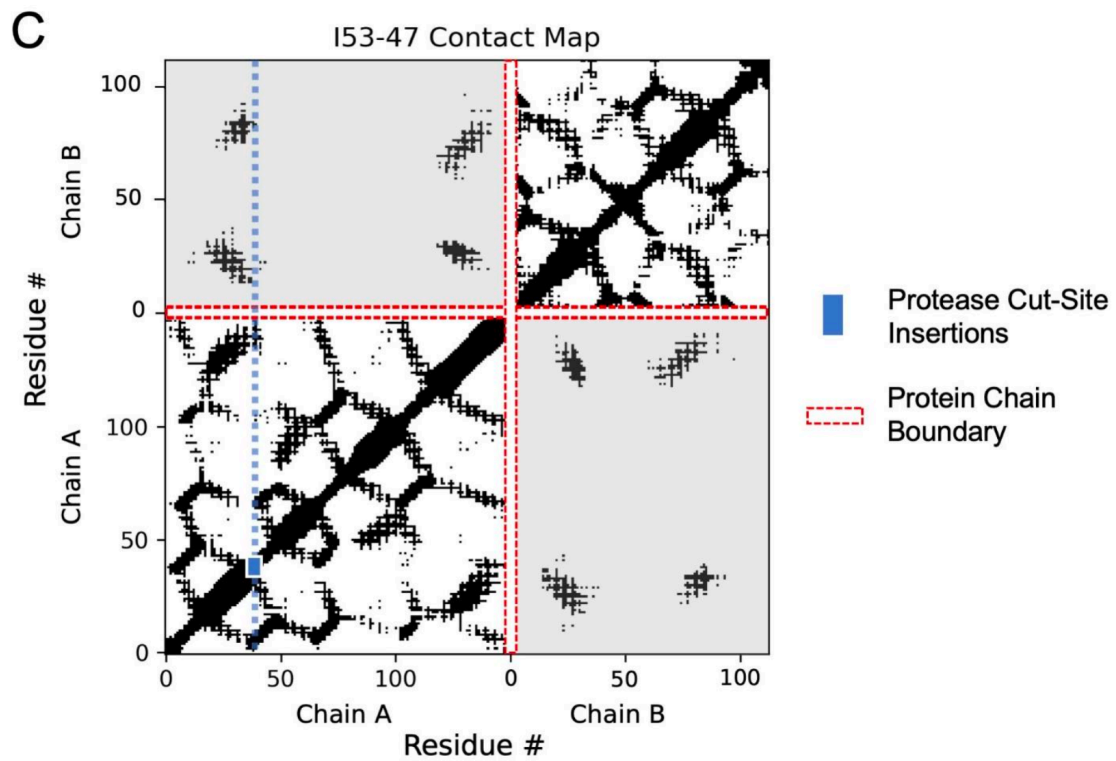 C
I53-47 Contact Map
100
50
0
100
50
0
Chain B
Chain A
Residue #
0
50
100
0
50
100
Chain A
Chain B
Residue #
Protease Cut-Site
Insertions
Protein Chain
Boundary